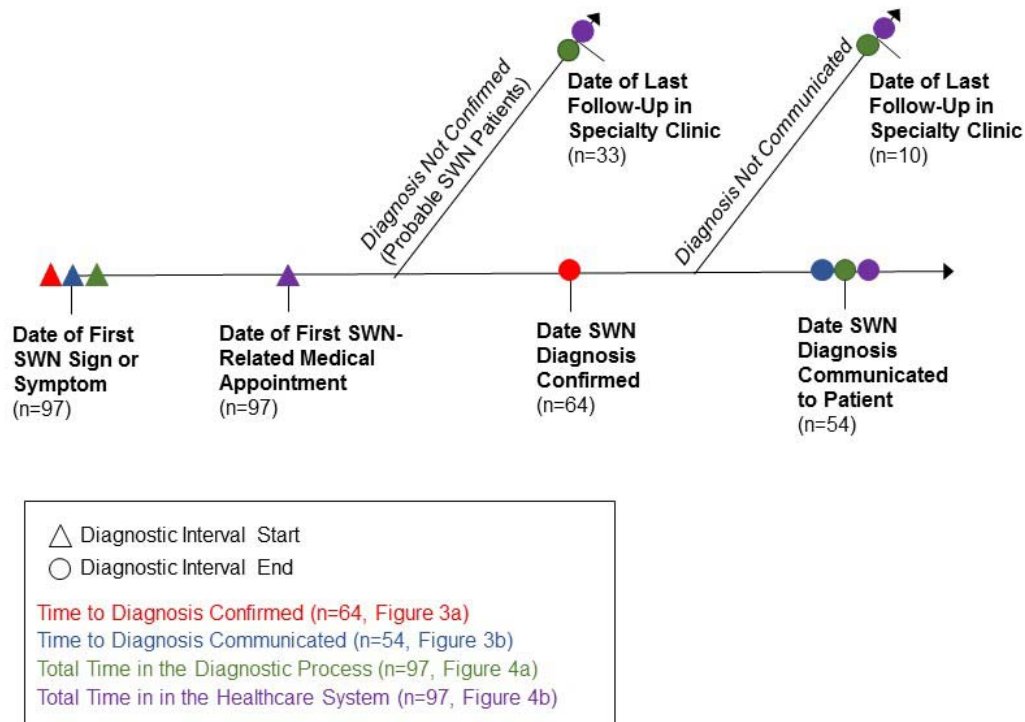 Diagnosis Not Confirmed
(Probable SWN Patients)
Date of Last
Follow-Up in
Specialty Clinic
(n=33)
Diagnosis Not Communicated
Date of Last
Follow-Up in
Specialty Clinic
(n=10)
Date of First
SWN Sign or
Symptom
(n=97)
Date of First SWN-
Related Medical
Appointment
(n=97)
Date SWN
Diagnosis
Confirmed
(n=64)
Date SWN
Diagnosis
Communicated
to Patient
(n=54)
Diagnostic Interval Start
Diagnostic Interval End
Time to Diagnosis Confirmed (n=64, Figure 3a)
Time to Diagnosis Communicated (n=54, Figure 3b)
Total Time in the Diagnostic Process (n=97, Figure 4a)
Total Time in in the Healthcare System (n=97, Figure 4b)